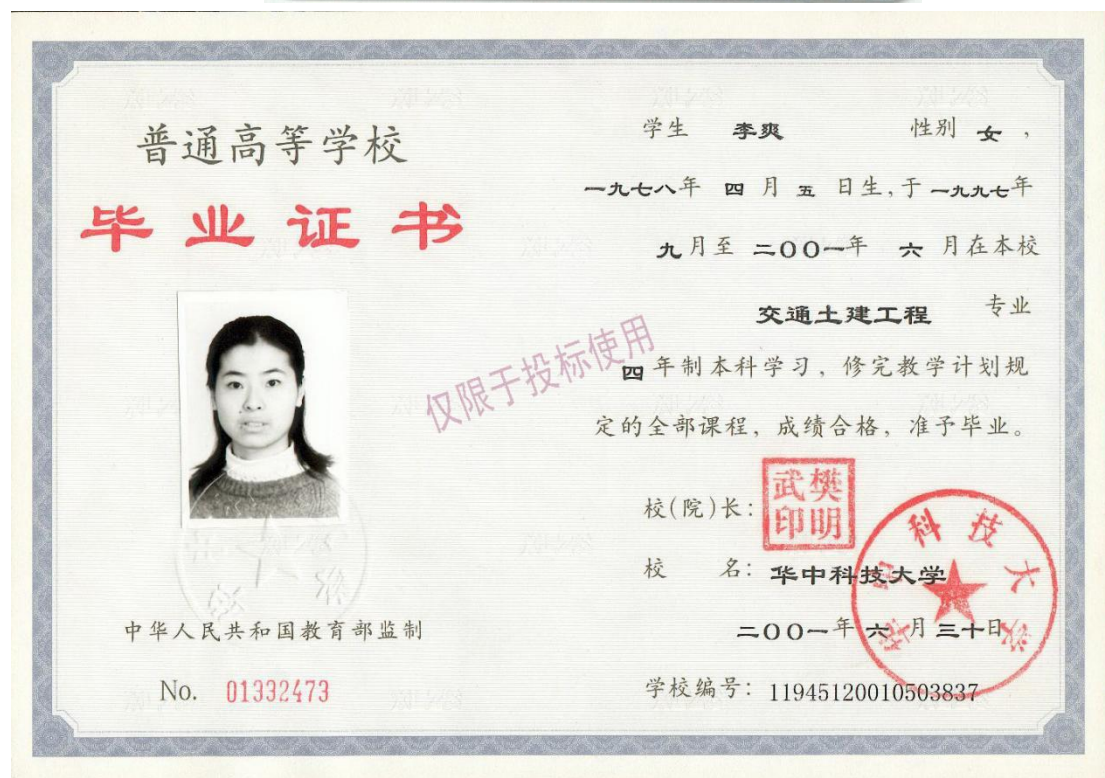 普通高等学校
毕业证书
中华人民共和国教育部监制
No. 01332473
学生 李爽 性别 女，
一九七八年 四 月 五 日生,于 一九九七年
九月至 二〇〇一年 六 月在本校
交通土建工程 专业
四 年制本科学习，修完教学计划规
定的全部课程，成绩合格，准予毕业。
校(院)长：
樊明武印
校 名：华中科技大学
二〇〇一年 六 月 三十日
学校编号：11945120010503837
华中科技大学
仅限于投标使用